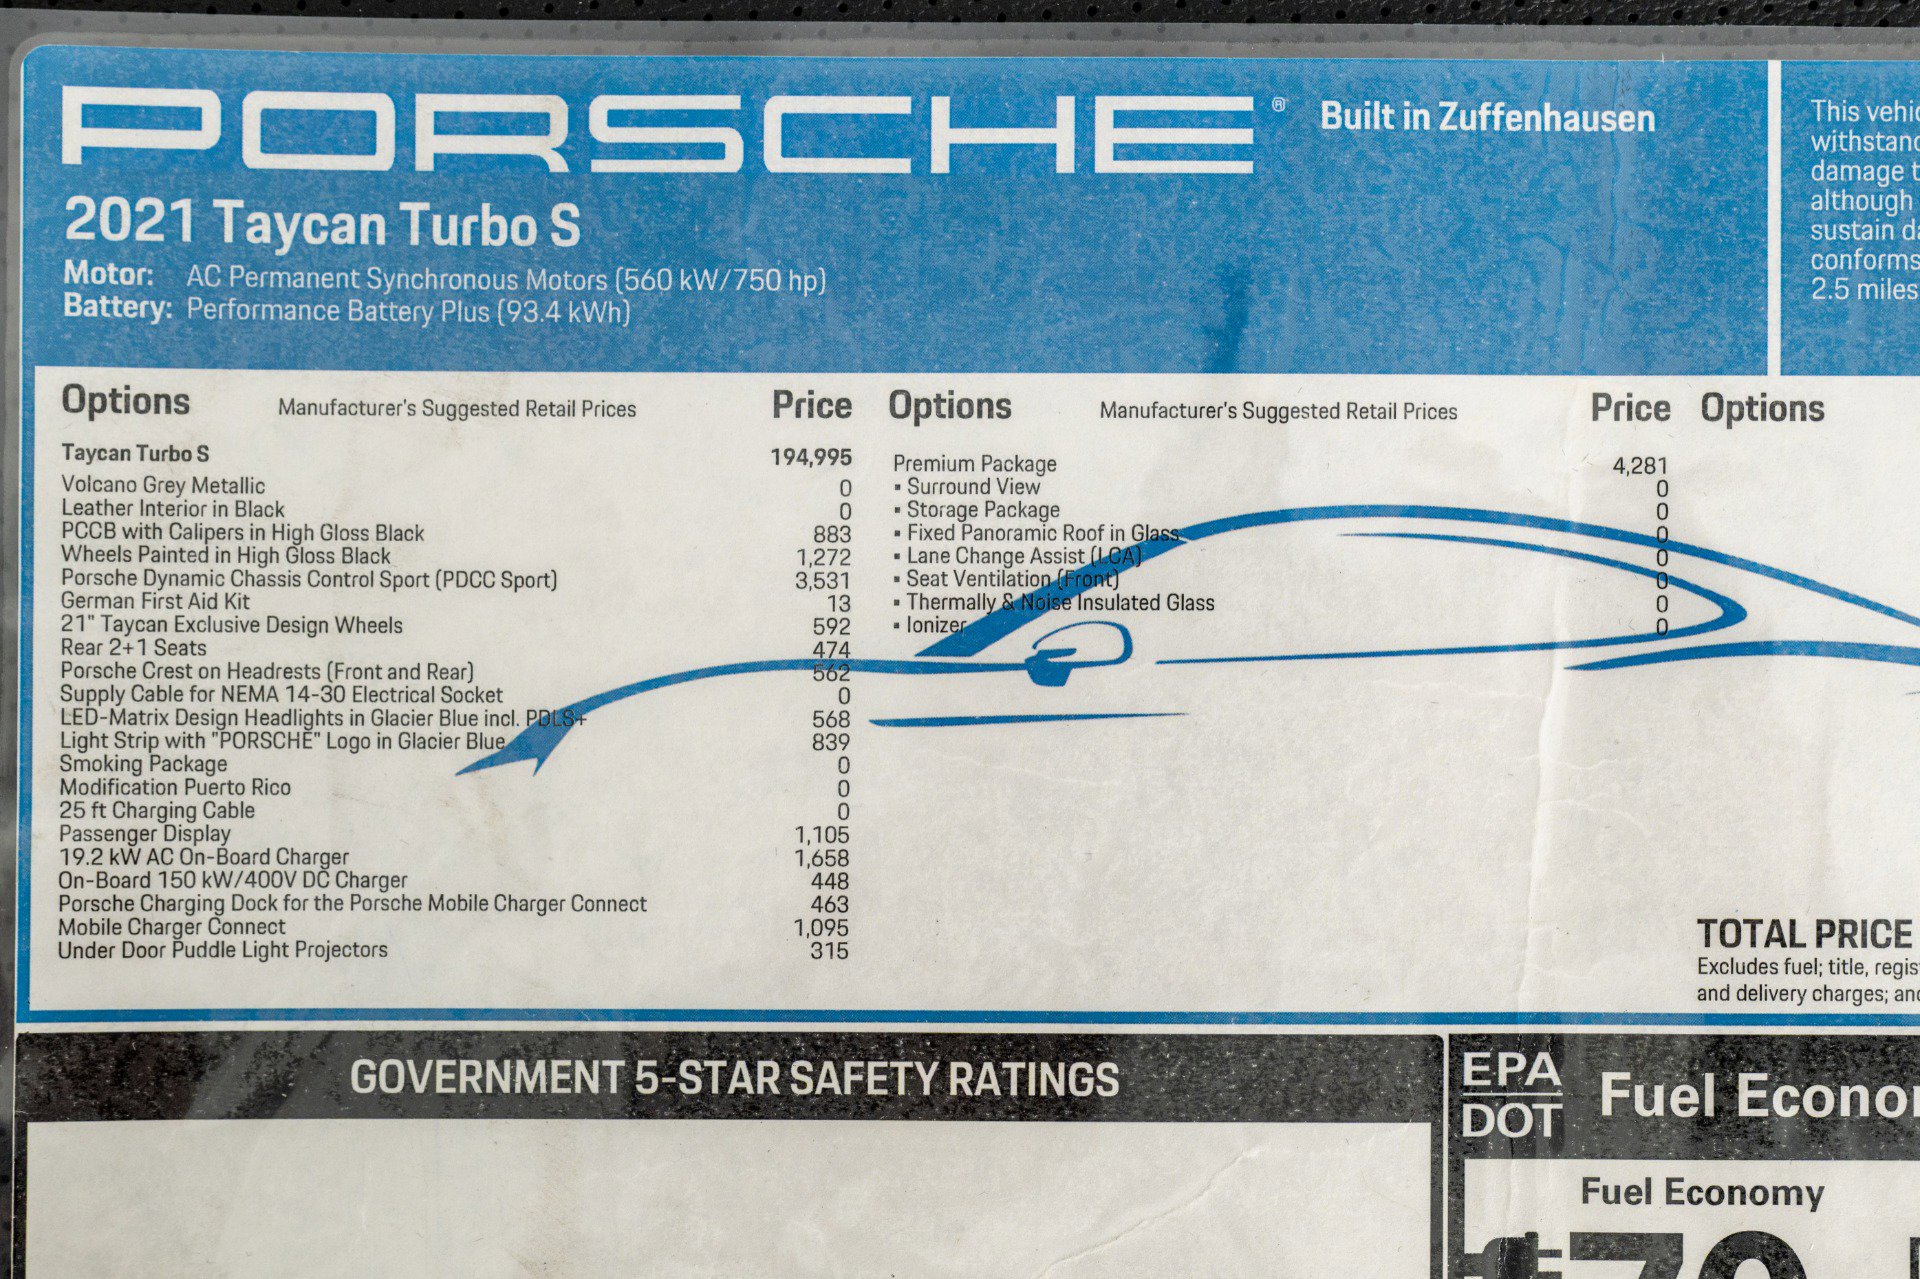 PORSCHE®
Built in Zuffenhausen
2021 Taycan Turbo S
Motor: AC Permanent Synchronous Motors (560 kW/750 hp)
Battery: Performance Battery Plus (93.4 kWh)
This
withstand
damage
although
sustain
conforms
2.5 miles
Options Manufacturer's Suggested Retail Prices Price
Taycan Turbo S 194,995
Volcano Grey Metallic 0
Leather Interior in Black 0
PCCB with Calipers in High Gloss Black 883
Wheels Painted in High Gloss Black 1,272
Porsche Dynamic Chassis Control Sport (PDCC Sport) 3,531
German First Aid Kit 13
21" Taycan Exclusive Design Wheels 592
Rear 2+1 Seats 474
Porsche Crest on Headrests (Front and Rear) 562
Supply Cable for NEMA 14-30 Electrical Socket 0
LED-Matrix Design Headlights in Glacier Blue incl. PDLS+ 568
Light Strip with "PORSCHE" Logo in Glacier Blue 839
Smoking Package 0
Modification Puerto Rico 0
25 ft Charging Cable 0
Passenger Display 1,105
19.2 kW AC On-Board Charger 1,658
On-Board 150 kW/400V DC Charger 448
Porsche Charging Dock for the Porsche Mobile Charger Connect 463
Mobile Charger Connect 1,095
Under Door Puddle Light Projectors 315
Options Manufacturer's Suggested Retail Prices Price
Premium Package 4,281
▪ Surround View 0
▪ Storage Package 0
▪ Fixed Panoramic Roof in Glass 0
▪ Lane Change Assist (LCA) 0
▪ Seat Ventilation (Front) 0
▪ Thermally & Noise Insulated Glass 0
▪ Ionizer 0
Options
TOTAL PRICE
Excludes fuel; title,
and delivery charges;
GOVERNMENT 5-STAR SAFETY RATINGS
EPA
DOT
Fuel
Fuel Economy